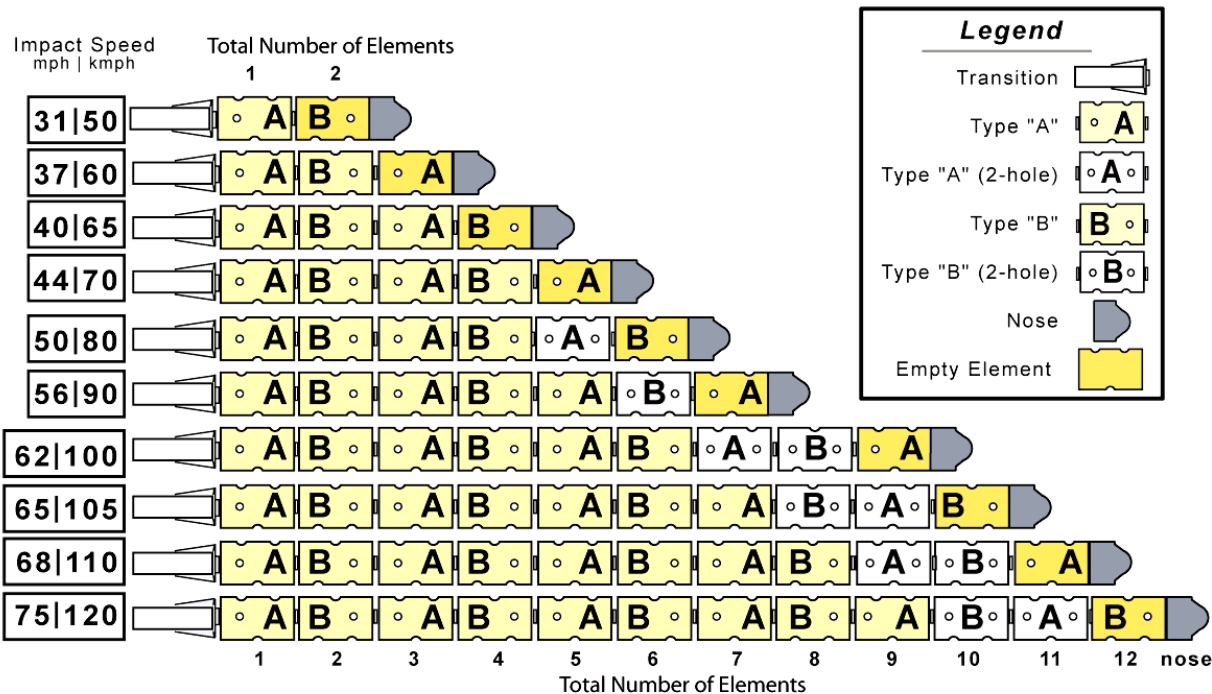 Legend
Impact Speed
mph | kmph
Total Number of Elements
1 2
Transition
Type "A" A
Type "A" (2-hole) A
Type "B" B
Type "B" (2-hole) B
Nose
Empty Element
31|50 A B
37|60 A B A
40|65 A B A B
44|70 A B A B A
50|80 A B A B A B
56|90 A B A B A B A
62|100 A B A B A B A B A
65|105 A B A B A B A B A B
68|110 A B A B A B A B A B A
75|120 A B A B A B A B A B A B
1 2 3 4 5 6 7 8 9 10 11 12 nose
Total Number of Elements